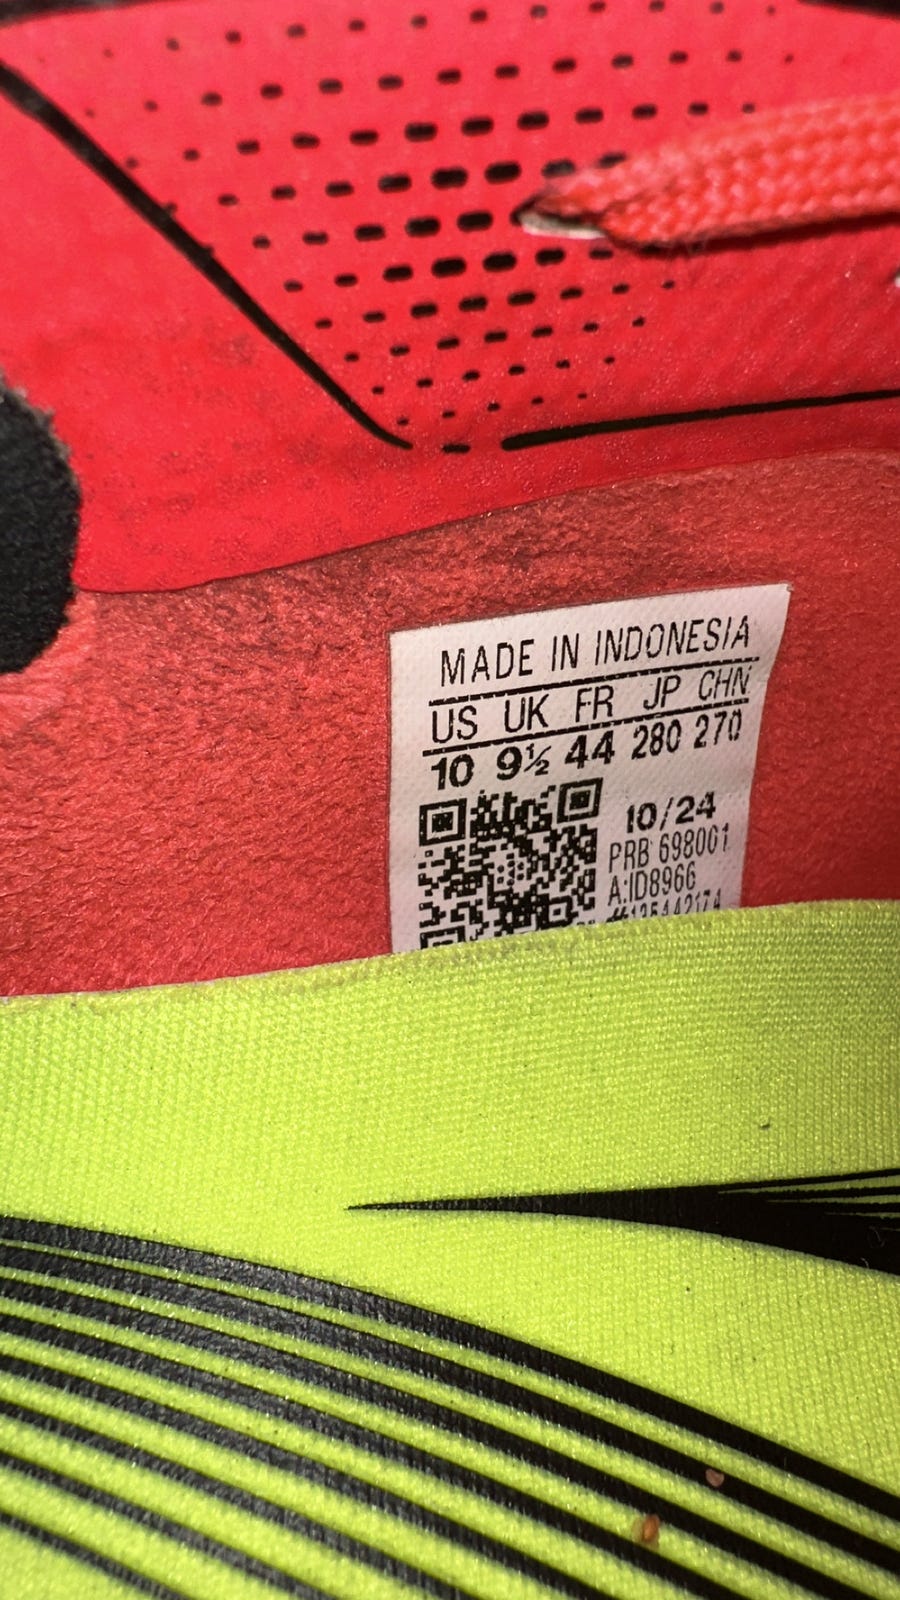 MADE IN INDONESIA
US UK FR JP CHN
10 9½ 44 280 270
10/24
PRB 698001
A:ID8966